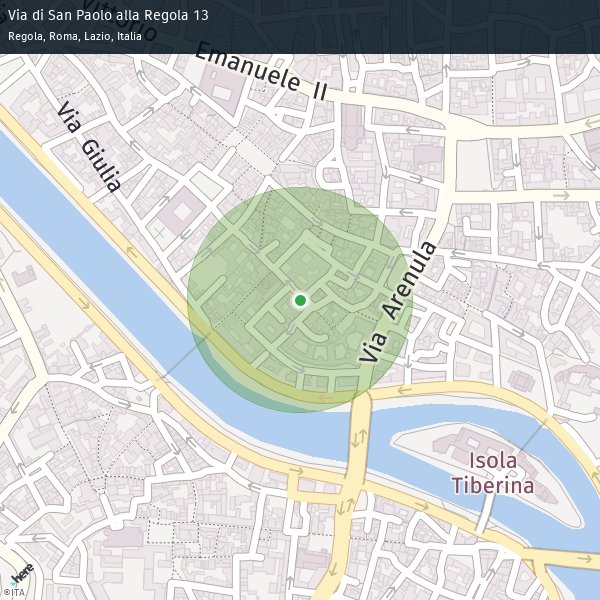 Via di San Paolo alla Regola 13
Regola, Roma, Lazio, Italia
Vittorio
Emanuele II
Via Giulia
Via Arenula
Isola
Tiberina
here
©ITA